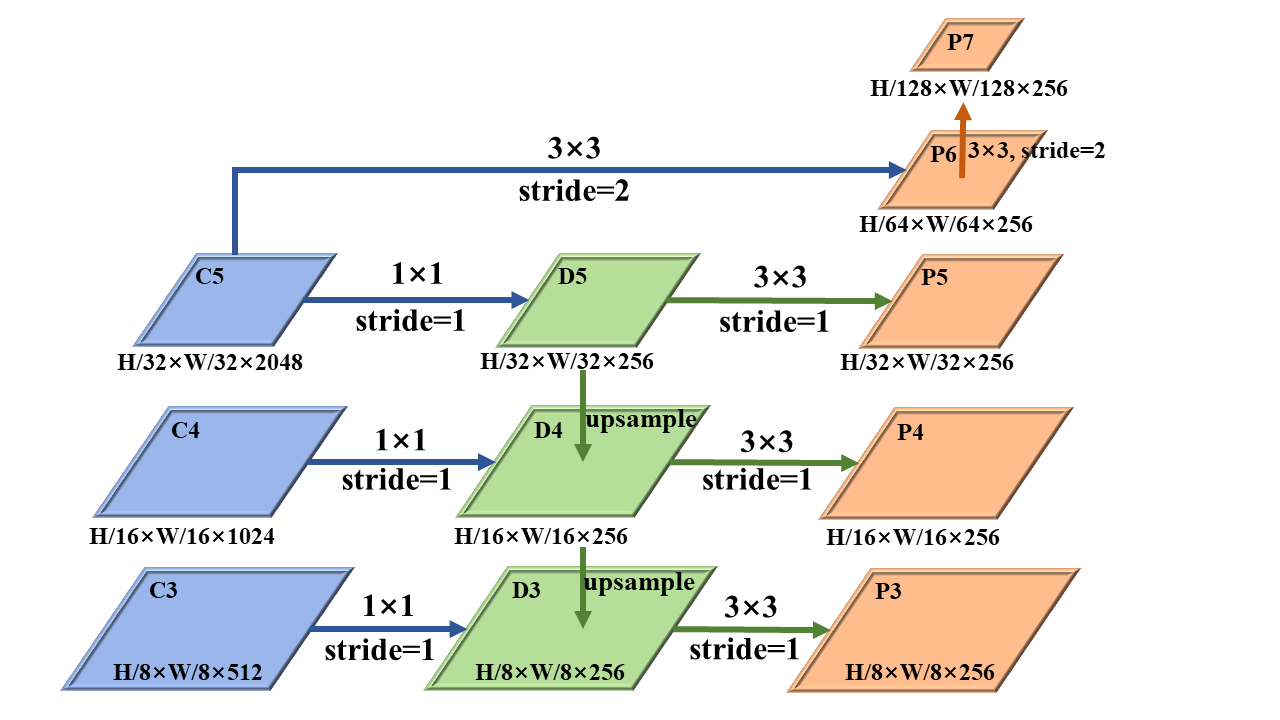 P7
H/128×W/128×256
3×3
stride=2
P6
3×3, stride=2
H/64×W/64×256
C5
1×1
stride=1
D5
3×3
stride=1
P5
H/32×W/32×2048
H/32×W/32×256
H/32×W/32×256
C4
1×1
stride=1
D4
upsample
3×3
stride=1
P4
H/16×W/16×1024
H/16×W/16×256
H/16×W/16×256
C3
1×1
stride=1
D3
upsample
3×3
stride=1
P3
H/8×W/8×512
H/8×W/8×256
H/8×W/8×256